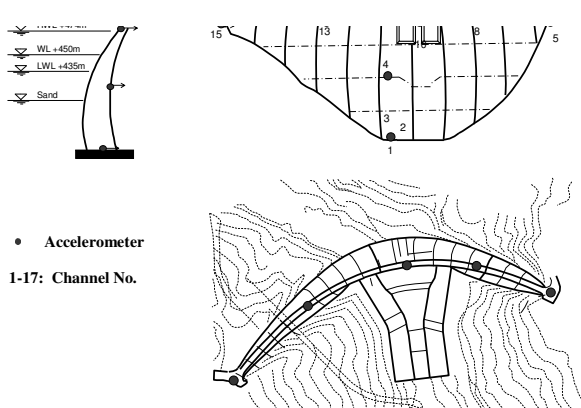 WL +450m
LWL +435m
Sand
15
13
8
5
4
3
2
1
Accelerometer
1-17: Channel No.